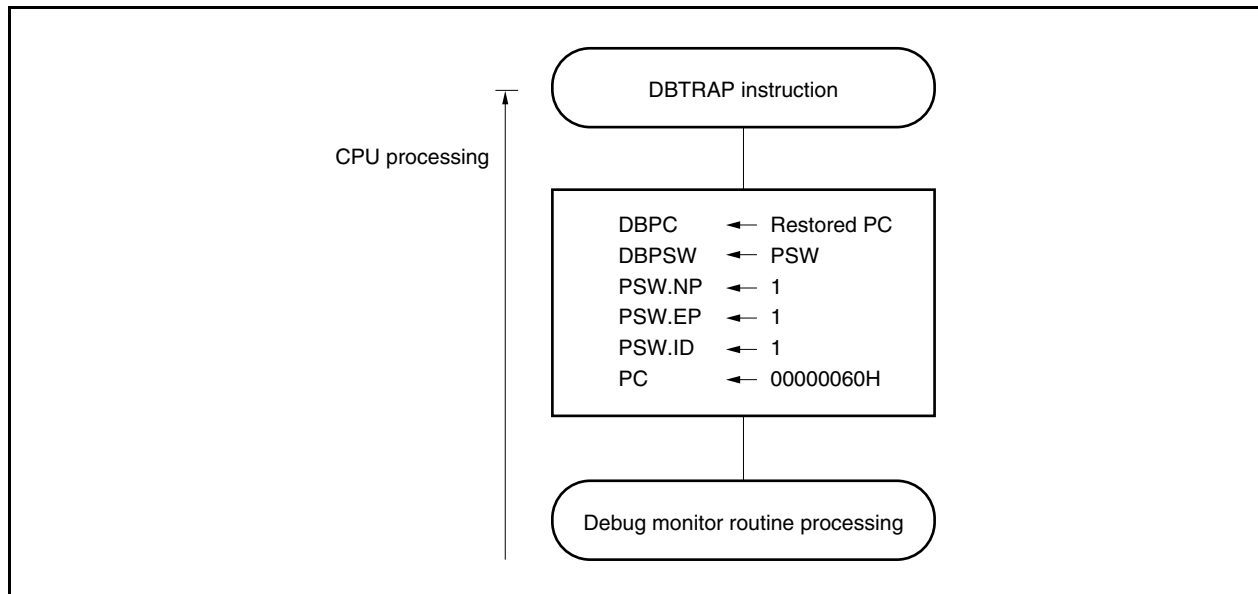 DBTRAP instruction
CPU processing
DBPC ← Restored PC
DBPSW ← PSW
PSW.NP ← 1
PSW.EP ← 1
PSW.ID ← 1
PC ← 00000060H
Debug monitor routine processing